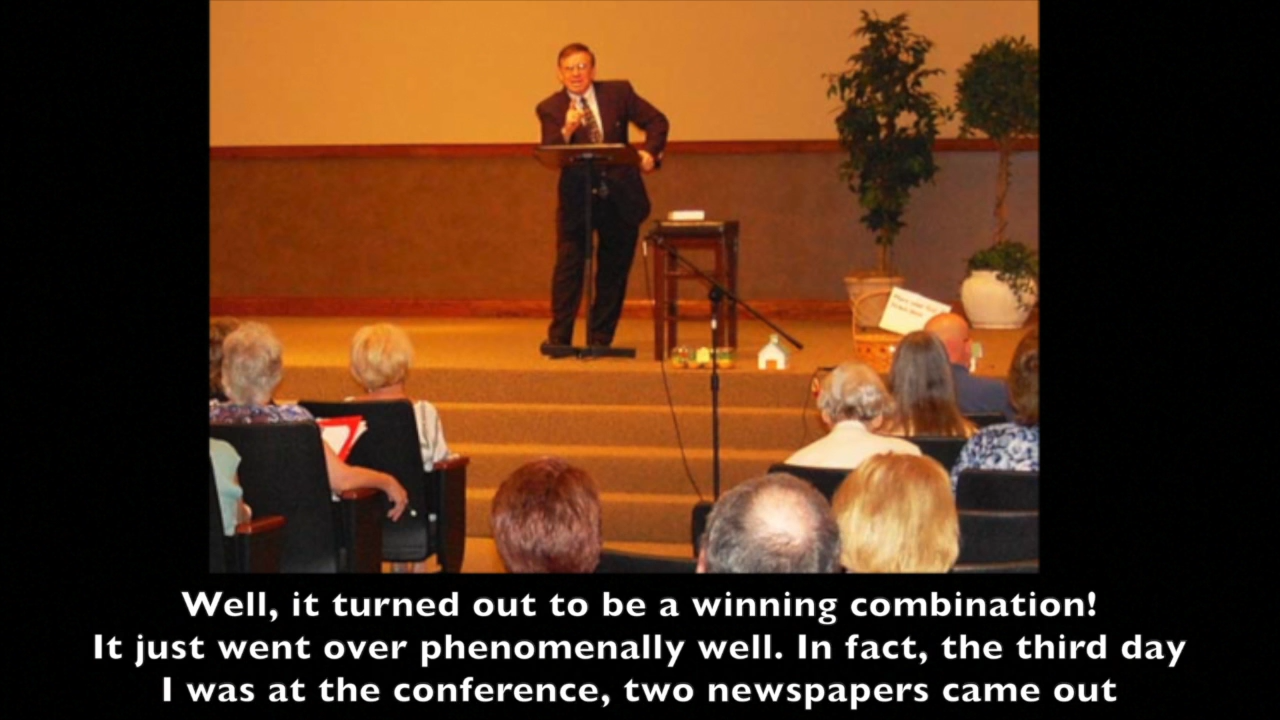 Well, it turned out to be a winning combination!
It just went over phenomenally well. In fact, the third day
I was at the conference, two newspapers came out